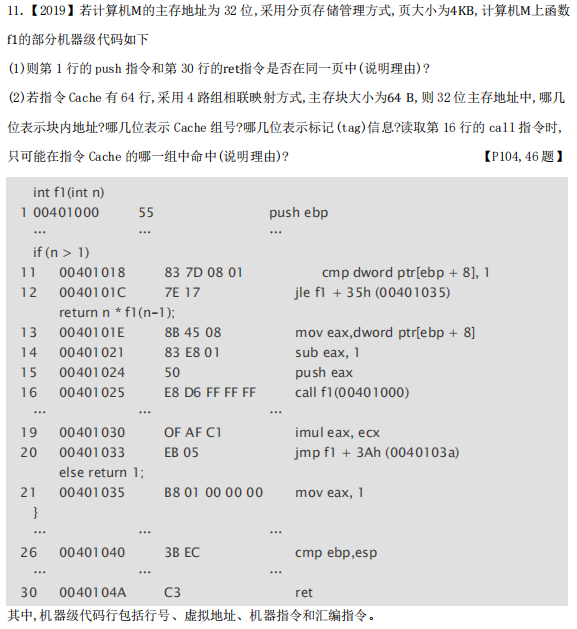 11.【2019】若计算机M的主存地址为 32 位,采用分页存储管理方式,页大小为4KB,计算机M上函数
f1的部分机器级代码如下
(1)则第 1 行的 push 指令和第 30 行的ret指令是否在同一页中(说明理由)?
(2)若指令 Cache 有 64 行,采用 4 路组相联映射方式,主存块大小为64 B,则 32 位主存地址中,哪几
位表示块内地址?哪几位表示 Cache 组号?哪几位表示标记(tag)信息?读取第 16 行的 call 指令时,
只可能在指令 Cache 的哪一组中命中(说明理由)? 【P104,46 题】
int f1(int n)
1 00401000 55 push ebp
… … …
if (n > 1)
11 00401018 83 7D 08 01 cmp dword ptr[ebp + 8], 1
12 0040101C 7E 17 jle f1 + 35h (00401035)
return n * f1(n-1);
13 0040101E 8B 45 08 mov eax,dword ptr[ebp + 8]
14 00401021 83 E8 01 sub eax, 1
15 00401024 50 push eax
16 00401025 E8 D6 FF FF FF call f1(00401000)
… … …
19 00401030 OF AF C1 imul eax, ecx
20 00401033 EB 05 jmp f1 + 3Ah (0040103a)
else return 1;
21 00401035 B8 01 00 00 00 mov eax, 1
}
… … …
26 00401040 3B EC cmp ebp,esp
… … …
30 0040104A C3 ret
其中,机器级代码行包括行号、虚拟地址、机器指令和汇编指令。